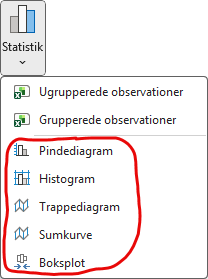 Statistik
Ugrupperede observationer
Grupperede observationer
Pindediagram
Histogram
Trappediagram
Sumkurve
Boksplot